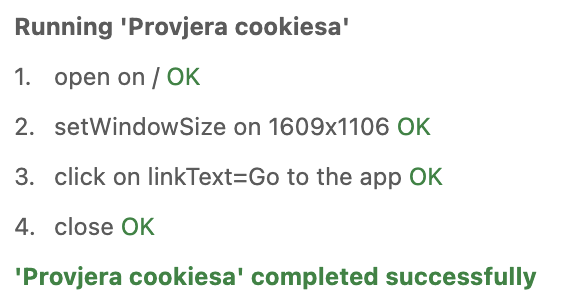 Running 'Provjera cookiesa'
1. open on / OK
2. setWindowSize on 1609x1106 OK
3. click on linkText=Go to the app OK
4. close OK
'Provjera cookiesa' completed successfully